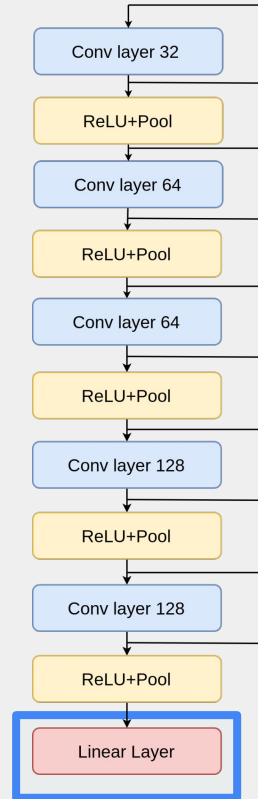 Conv layer 32
ReLU+Pool
Conv layer 64
ReLU+Pool
Conv layer 64
ReLU+Pool
Conv layer 128
ReLU+Pool
Conv layer 128
ReLU+Pool
Linear Layer